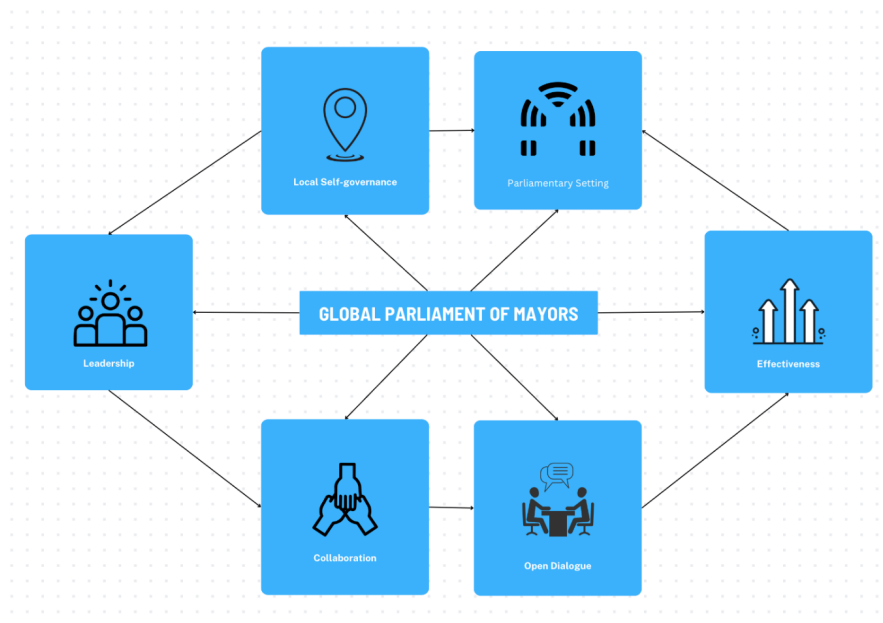 Local Self-governance
Parliamentary Setting
GLOBAL PARLIAMENT OF MAYORS
Leadership
Effectiveness
Collaboration
Open Dialogue